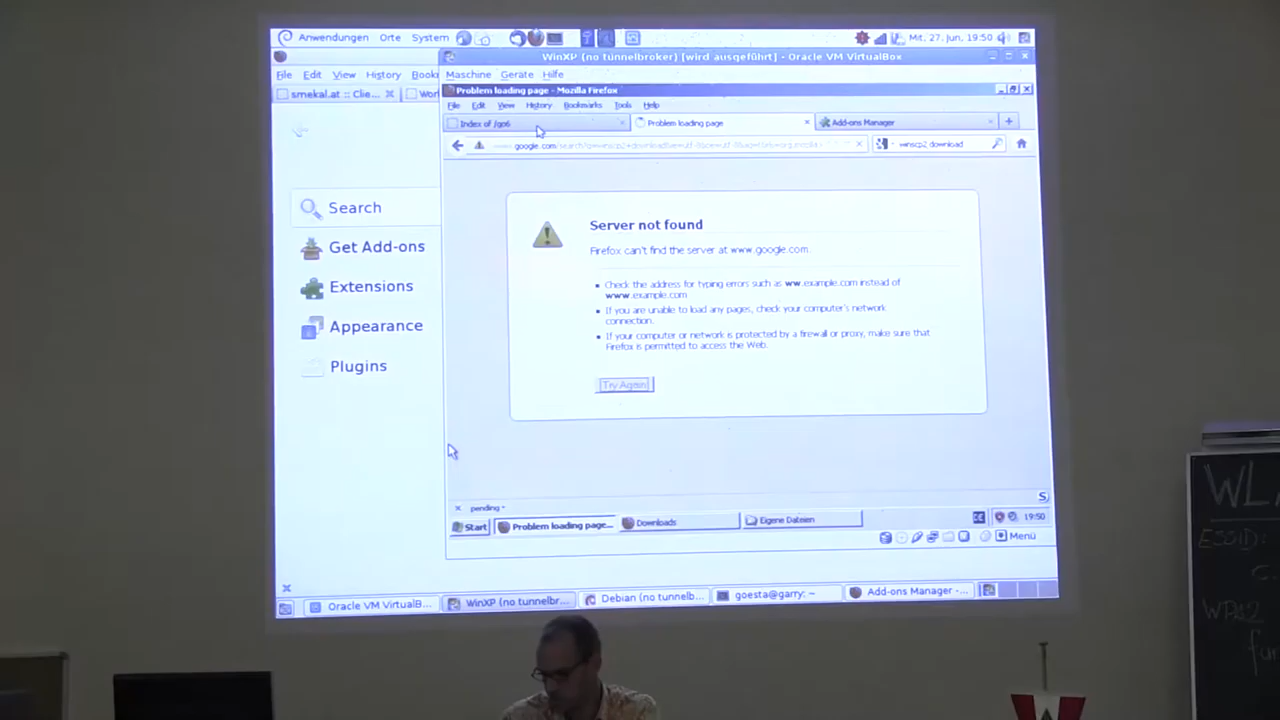 Anwendungen Orte System Mit, 27. Jun, 19:50
WinXP (no tunnelbroker) [wird ausgeführt] - Oracle VM VirtualBox
File Edit View History Bookm
Maschine Geräte Hilfe
smekal.at :: Clie...
Problem loading page - Mozilla Firefox
File Edit View History Bookmarks Tools Help
Index of /go6
Problem loading page
Add-ons Manager
winscp2 download
Search
Get Add-ons
Extensions
Appearance
Plugins
Server not found
Firefox can't find the server at www.google.com.
Check the address for typing errors such as ww.example.com instead of
www.example.com
If you are unable to load any pages, check your computer's network
connection.
If your computer or network is protected by a firewall or proxy, make sure that
Firefox is permitted to access the Web.
Try Again
pending
Start
Problem loading page...
Downloads
Eigene Dateien
19:50
Menü
Oracle VM VirtualB...
WinXP (no tunnelbr...
Debian (no tunnelb...
goesta@garry: ~
Add-ons Manager -...
WL
ESSID:
WPA2